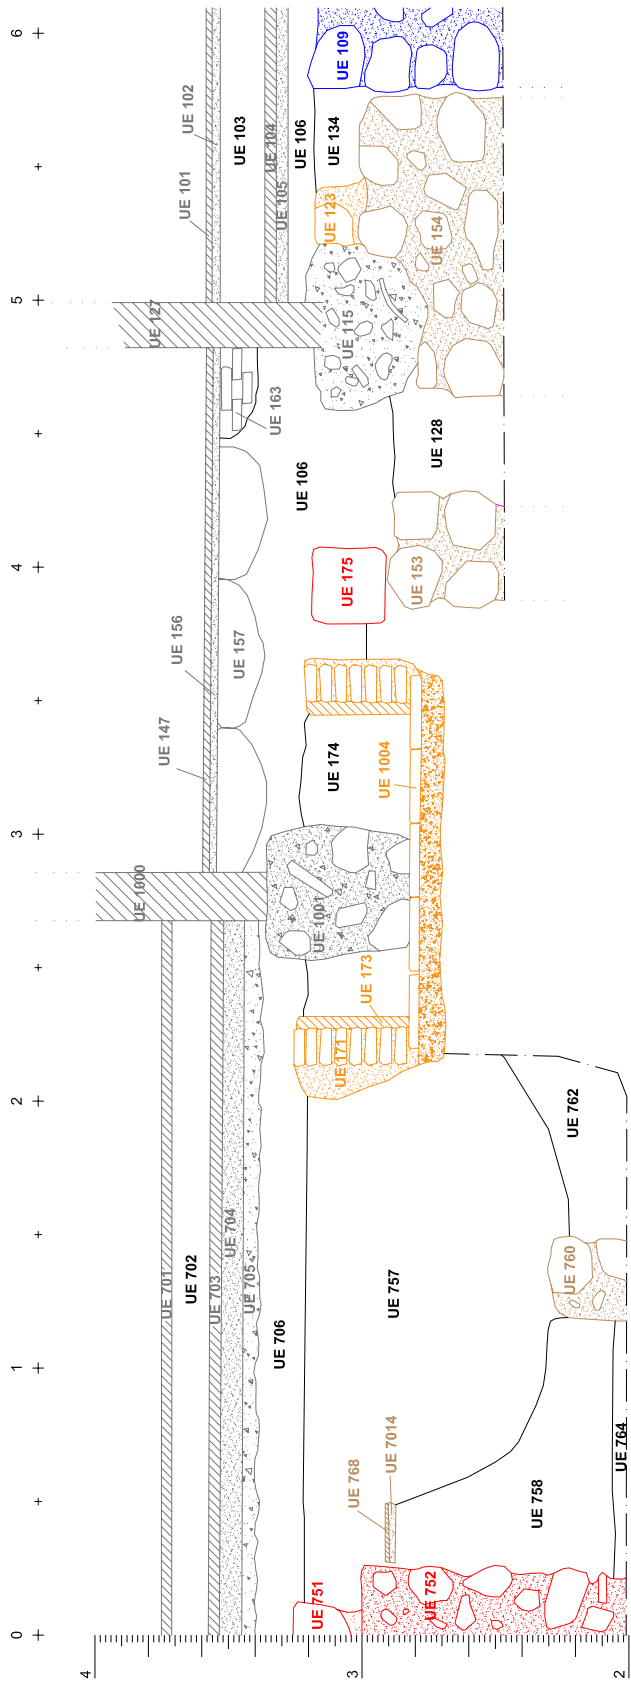 6
5
4
3
2
1
0
4
3
2
UE 101
UE 102
UE 103
UE 104
UE 105
UE 106
UE 134
UE 109
UE 123
UE 154
UE 127
UE 115
UE 163
UE 106
UE 128
UE 175
UE 153
UE 156
UE 157
UE 147
UE 174
UE 1004
UE 1000
UE 1001
UE 173
UE 171
UE 701
UE 702
UE 703
UE 704
UE 705
UE 706
UE 757
UE 762
UE 760
UE 768
UE 7014
UE 758
UE 764
UE 751
UE 752